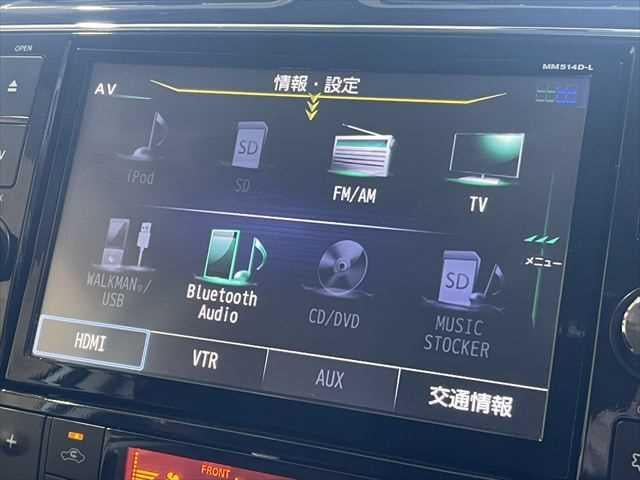 OPEN
MM514D-L
情報・設定
AV
iPod
SD
SD
FM/AM
TV
メニュー
WALKMAN®/
USB
Bluetooth
Audio
CD/DVD
SD
MUSIC
STOCKER
HDMI
VTR
AUX
交通情報
FRONT